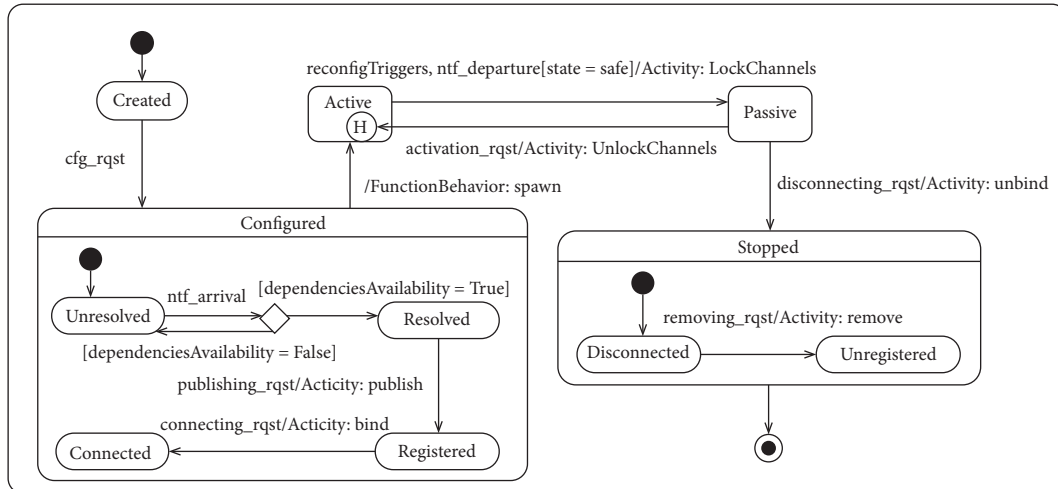 reconfigTriggers, ntf_departure[state = safe]/Activity: LockChannels
Created
Active
H
Passive
activation_rqst/Activity: UnlockChannels
cfg_rqst
/FunctionBehavior: spawn
disconnecting_rqst/Activity: unbind
Configured
Stopped
ntf_arrival
[dependenciesAvailability = True]
Unresolved
Resolved
[dependenciesAvailability = False]
removing_rqst/Activity: remove
Disconnected
Unregistered
publishing_rqst/Acticity: publish
connecting_rqst/Acticity: bind
Connected
Registered